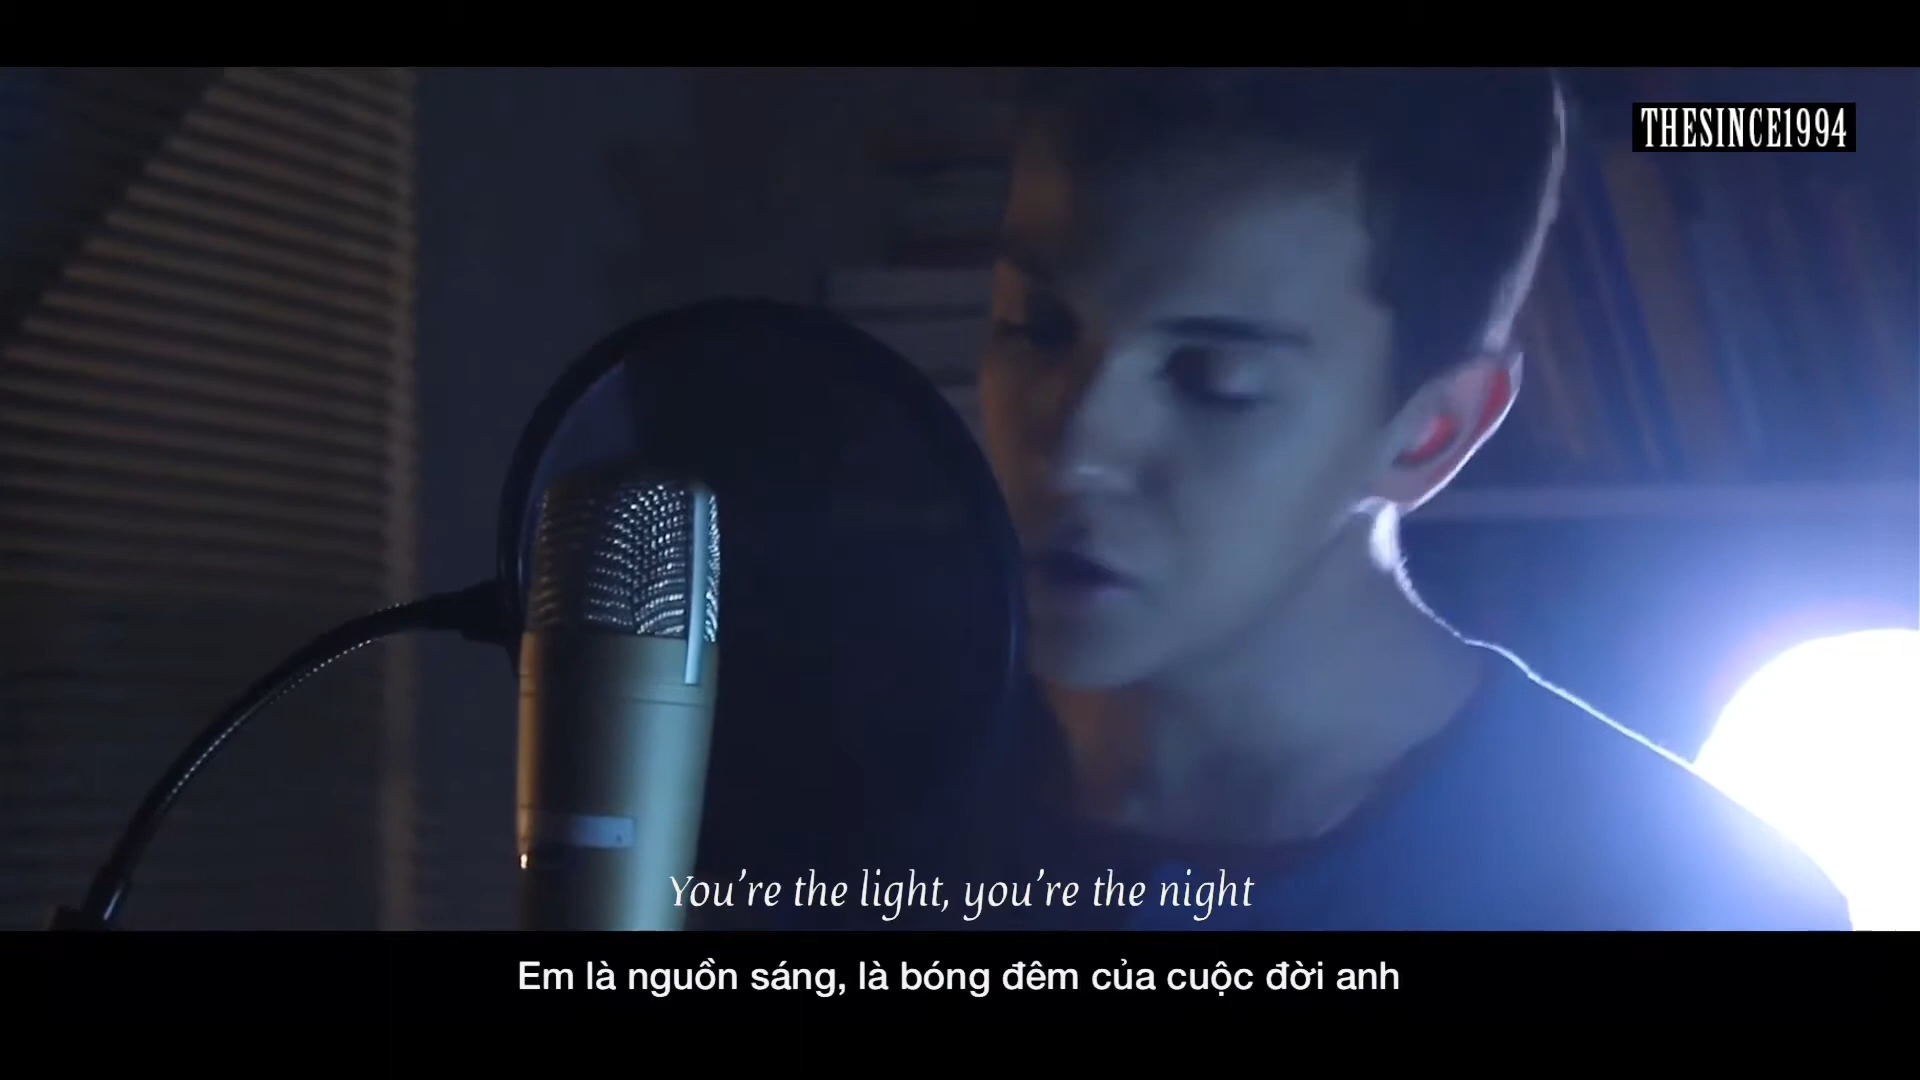 THESINCE1994
You're the light, you're the night
Em là nguồn sáng, là bóng đêm của cuộc đời anh